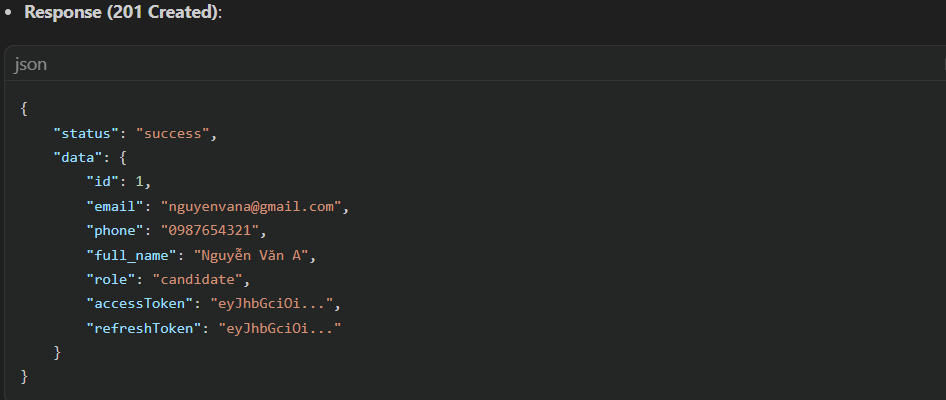 • Response (201 Created):
json
{
    "status": "success",
    "data": {
        "id": 1,
        "email": "nguyenvana@gmail.com",
        "phone": "0987654321",
        "full_name": "Nguyễn Văn A",
        "role": "candidate",
        "accessToken": "eyJhbGciOi...",
        "refreshToken": "eyJhbGciOi..."
    }
}